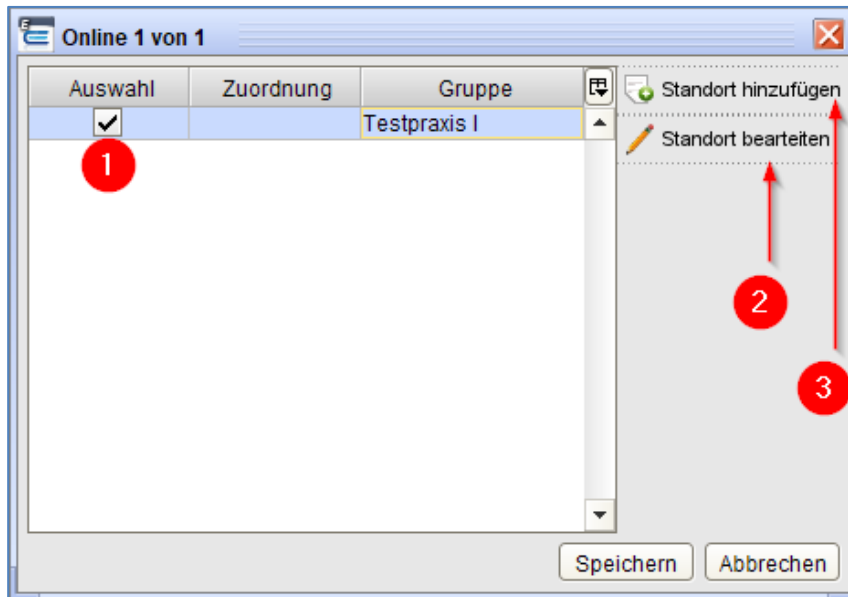 Online 1 von 1
Auswahl Zuordnung Gruppe
Standort hinzufügen
Testpraxis I
Standort bearteiten
1
2
3
Speichern Abbrechen